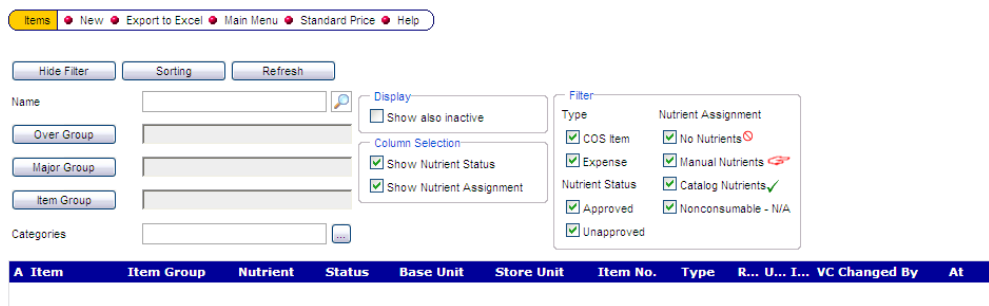 Items New Export to Excel Main Menu Standard Price Help
Hide Filter Sorting Refresh
Name
Over Group
Major Group
Item Group
Categories ...
Display
Show also inactive
Column Selection
Show Nutrient Status
Show Nutrient Assignment
Filter
Type
COS Item
Expense
Nutrient Status
Approved
Unapproved
Nutrient Assignment
No Nutrients
Manual Nutrients
Catalog Nutrients
Nonconsumable - N/A
A Item Item Group Nutrient Status Base Unit Store Unit Item No. Type R... U... I... VC Changed By At